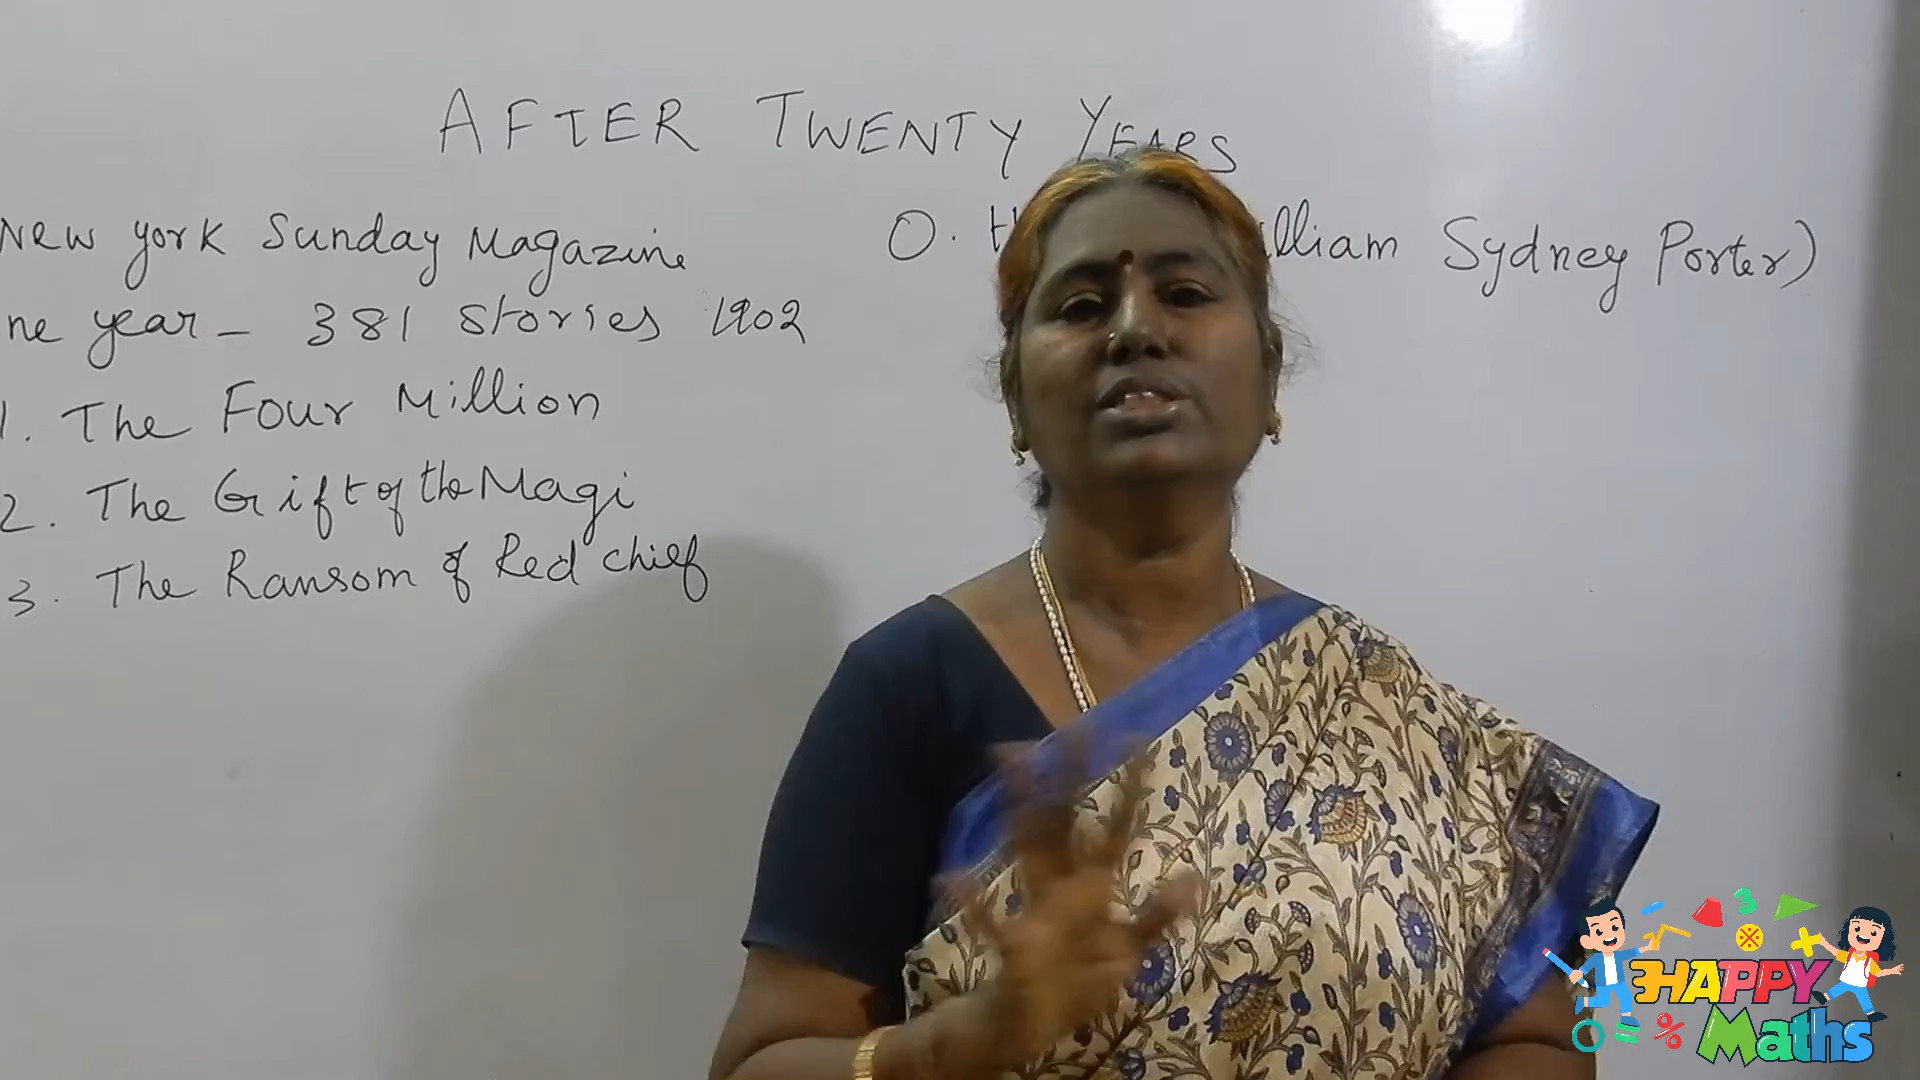 AFTER TWENTY YEARS
New york Sunday Magazine
ne year - 381 stories 1902
1. The Four Million
2. The Gift of the Magi
3. The Ransom of Red chief
O. H lliam Sydney Porter)
3 HAPPY
Maths